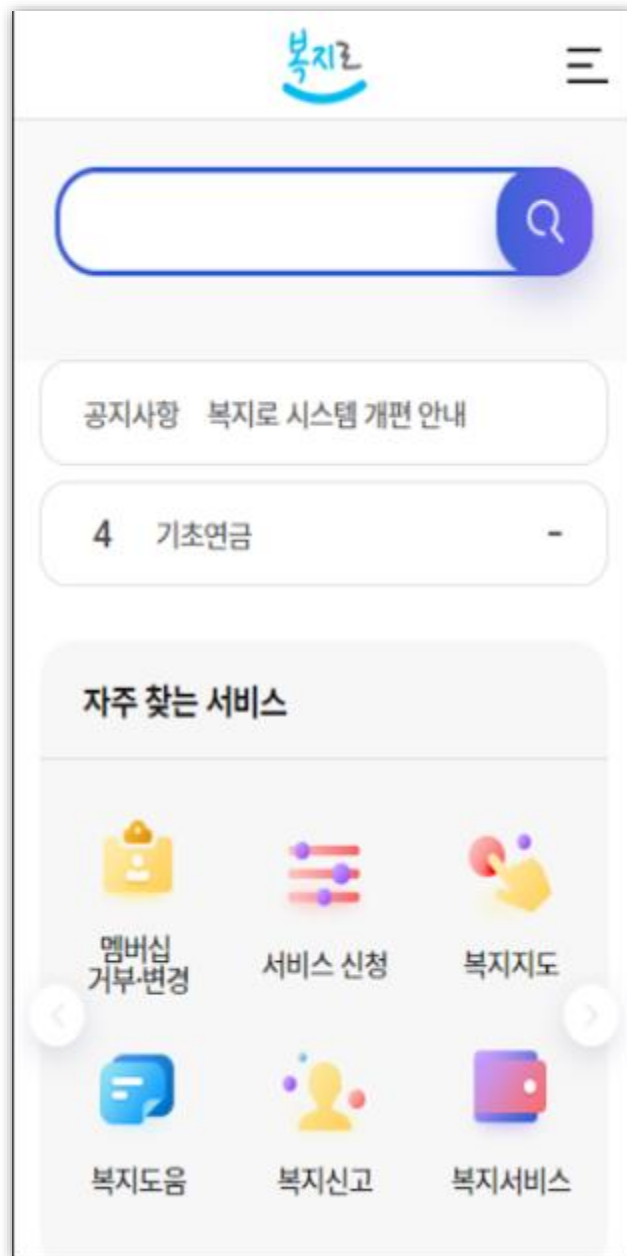 복지로
공지사항 복지로 시스템 개편 안내
4 기초연금 -
자주 찾는 서비스
멤버십
거부·변경
서비스 신청
복지지도
복지도움
복지신고
복지서비스